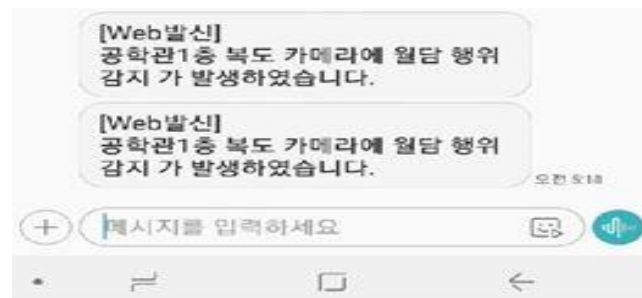 [Web발신]
공학관1층 복도 카메라에 월담 행위
감지 가 발생하였습니다.
[Web발신]
공학관1층 복도 카메라에 월담 행위
감지 가 발생하였습니다.
오전 5:18
메시지를 입력하세요